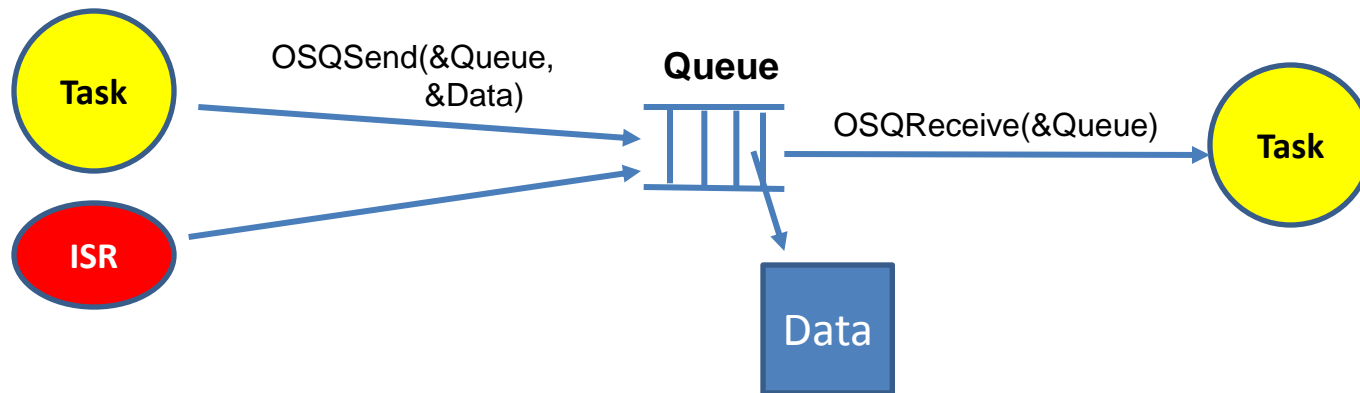 Task
OSQSend(&Queue,
&Data)
Queue
OSQReceive(&Queue)
Task
ISR
Data